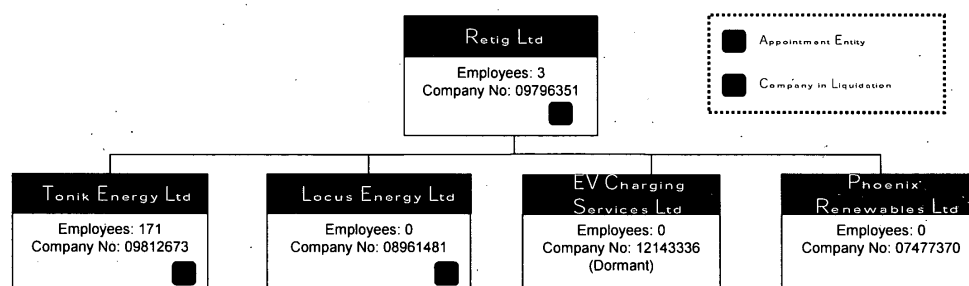 Retig Ltd
Employees: 3
Company No: 09796351
Appointment Entity
Company in Liquidation
Tonik Energy Ltd
Employees: 171
Company No: 09812673
Locus Energy Ltd
Employees: 0
Company No: 08961481
EV Charging
Services Ltd
Employees: 0
Company No: 12143336
(Dormant)
Phoenix
Renewables Ltd
Employees: 0
Company No: 07477370